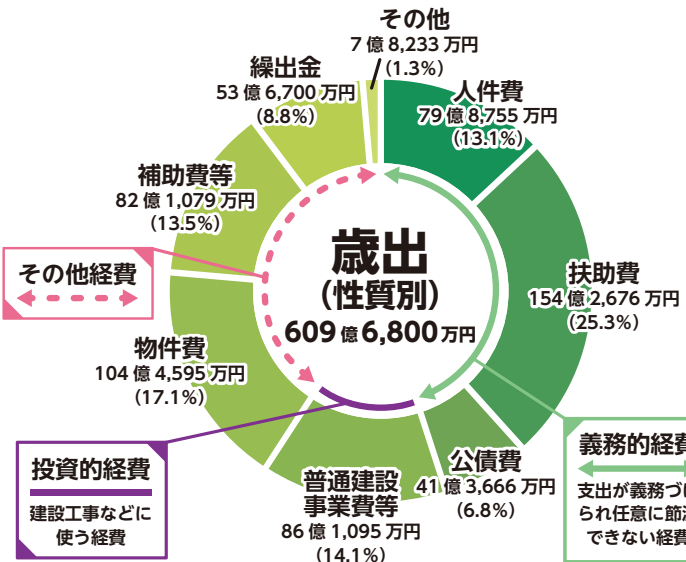 その他
7億8,233万円
(1.3%)
人件費
79億8,755万円
(13.1%)
扶助費
154億2,676万円
(25.3%)
公債費
41億3,666万円
(6.8%)
普通建設
事業費等
86億1,095万円
(14.1%)
物件費
104億4,595万円
(17.1%)
補助費等
82億1,079万円
(13.5%)
繰出金
53億6,700万円
(8.8%)
歳出
(性質別)
609億6,800万円
その他経費
投資的経費
建設工事などに
使う経費
義務的経費
支出が義務づけ
られ任意に節減
できない経費